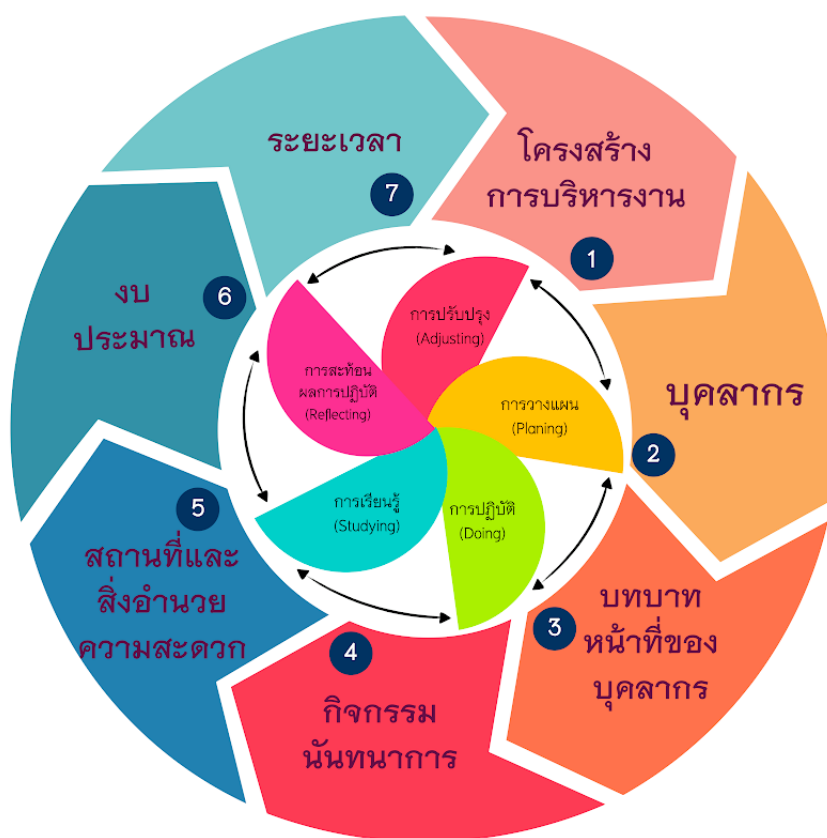 โครงสร้าง
การบริหารงาน
1
บุคลากร
2
บทบาท
หน้าที่ของ
บุคลากร
3
4
กิจกรรม
นันทนาการ
5
สถานที่และ
สิ่งอำนวย
ความสะดวก
6
งบ
ประมาณ
ระยะเวลา
7
การปรับปรุง
(Adjusting)
การวางแผน
(Planing)
การปฏิบัติ
(Doing)
การเรียนรู้
(Studying)
การสะท้อน
ผลการปฏิบัติ
(Reflecting)